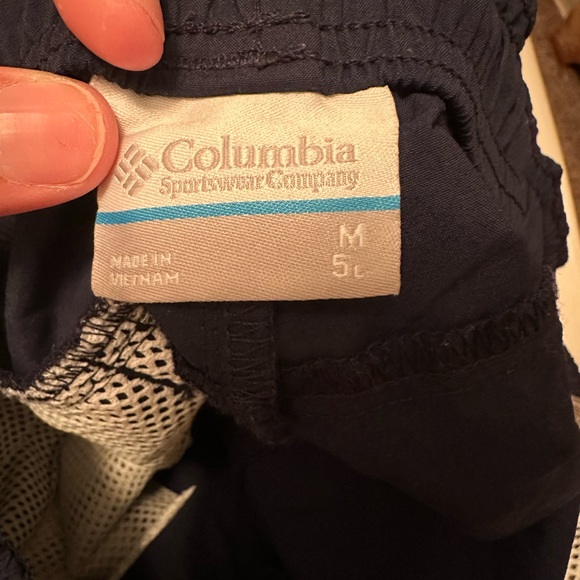 Columbia
Sportswear Company
MADE IN
VIETNAM
M
5L